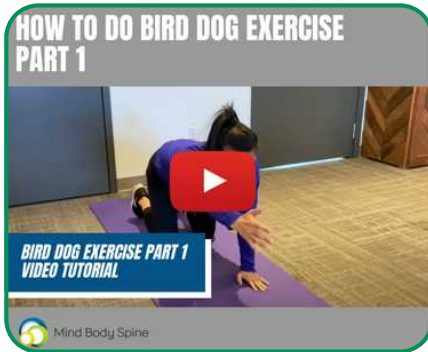 HOW TO DO BIRD DOG EXERCISE
PART 1
BIRD DOG EXERCISE PART 1
VIDEO TUTORIAL
Mind Body Spine